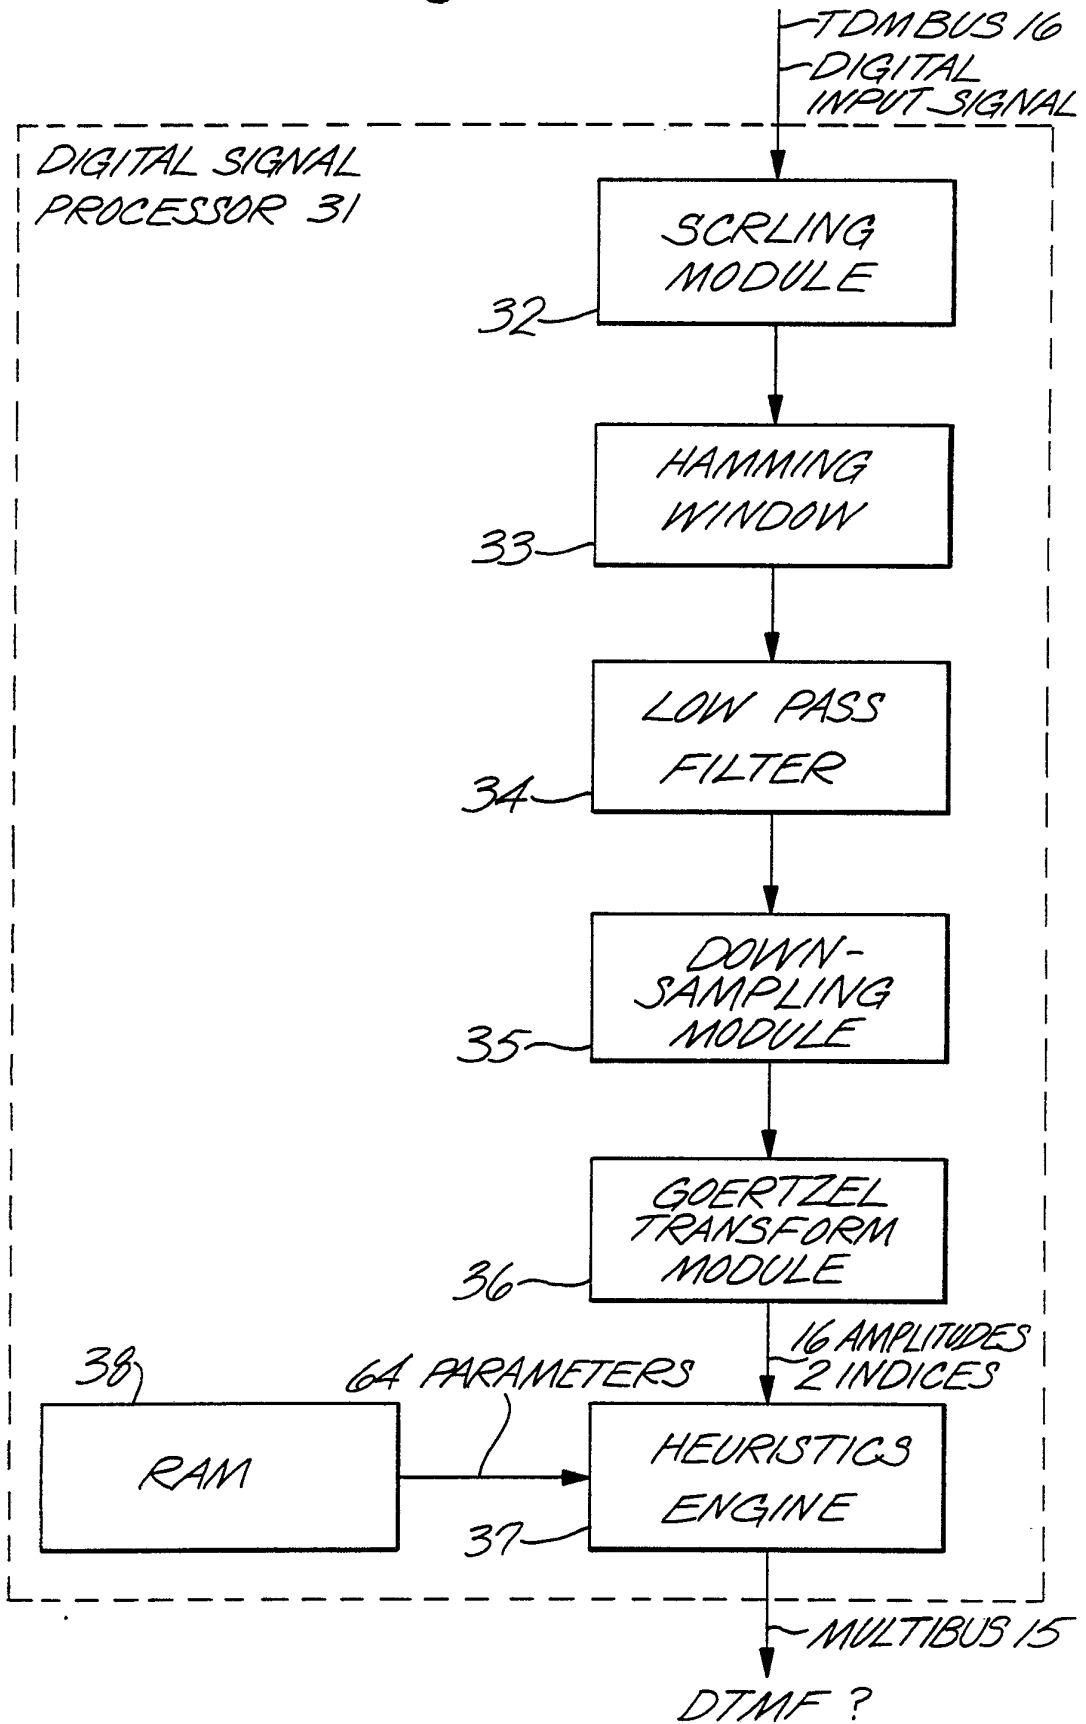 TDM BUS 16
DIGITAL
INPUT SIGNAL
DIGITAL SIGNAL
PROCESSOR 31
SCRLING
MODULE
32
HAMMING
WINDOW
33
LOW PASS
FILTER
34
DOWN-
SAMPLING
MODULE
35
GOERTZEL
TRANSFORM
MODULE
36
16 AMPLITUDES
2 INDICES
38
64 PARAMETERS
RAM
HEURISTICS
ENGINE
37
MULTIBUS 15
DTMF ?